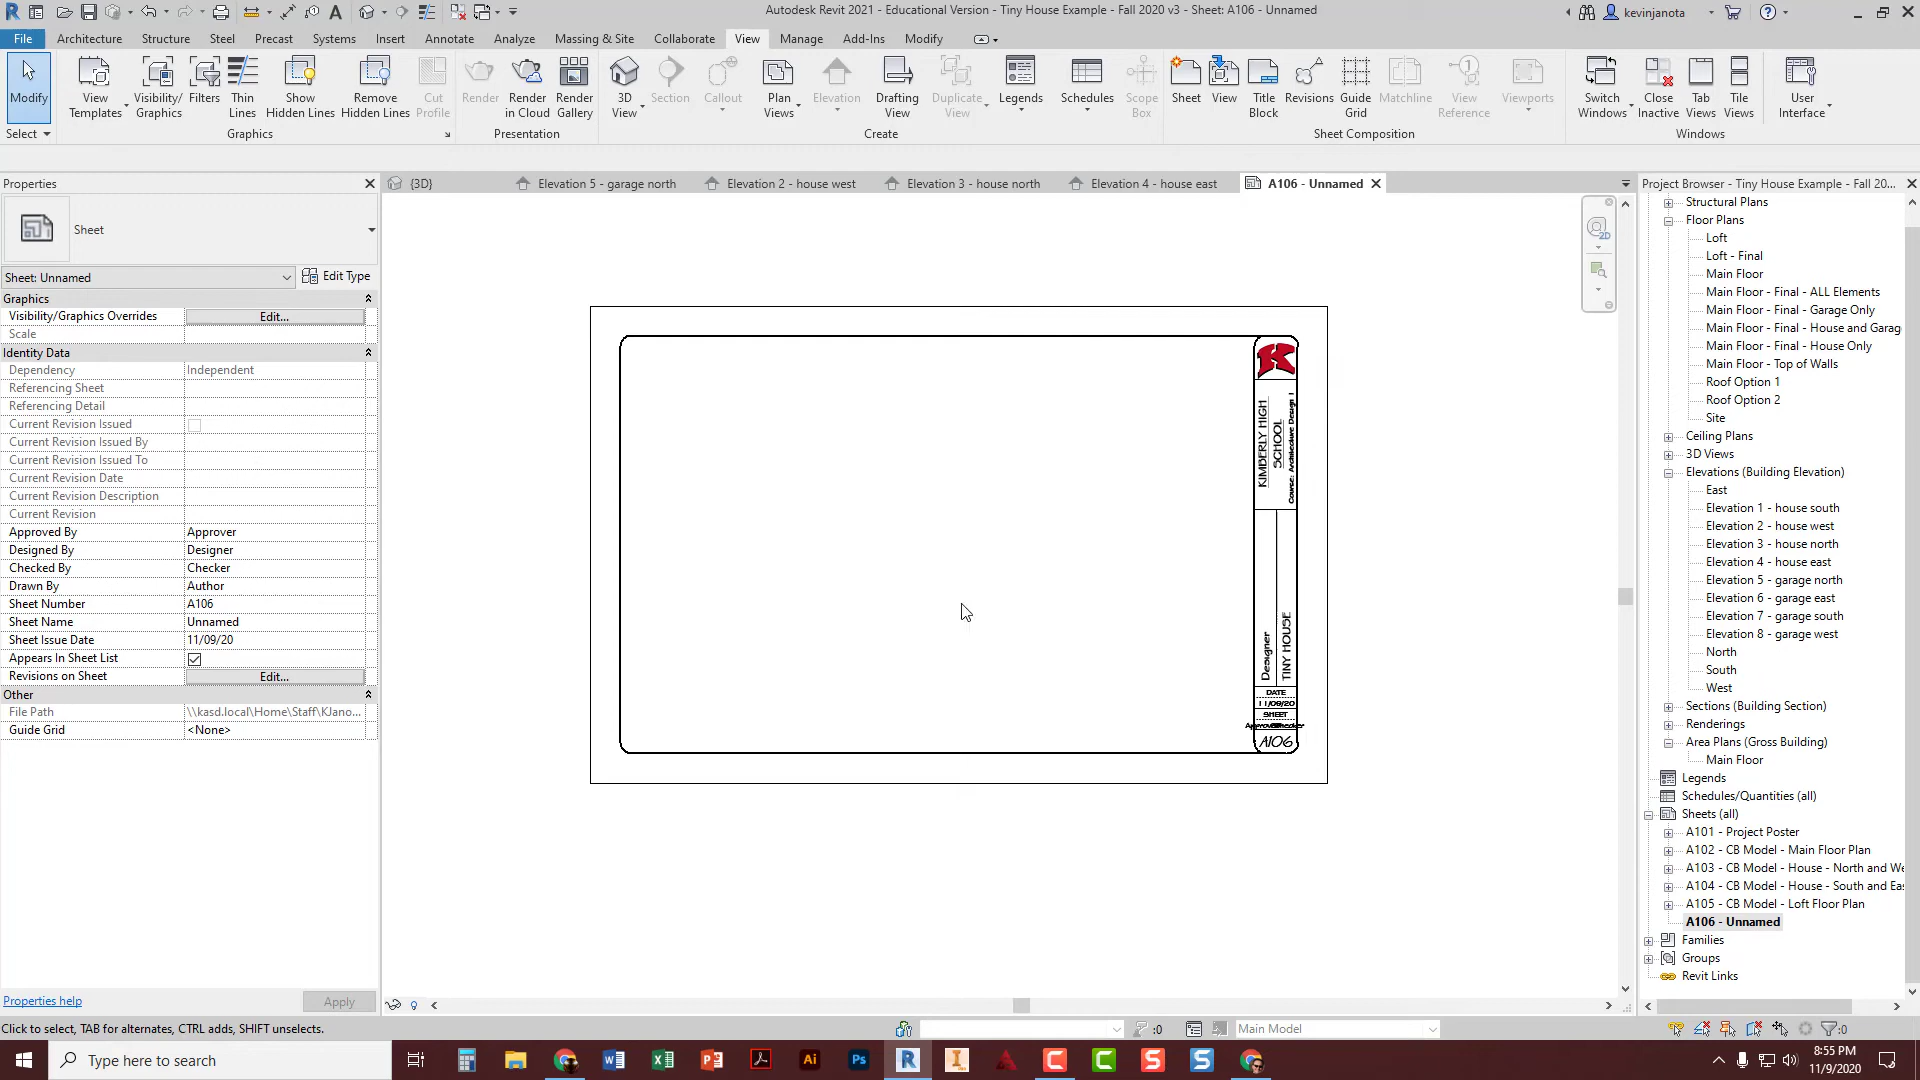 Autodesk Revit 2021 - Educational Version - Tiny House Example - Fall 2020 v3 - Sheet: A106 - Unnamed
kevinjanota
File Architecture Structure Steel Precast Systems Insert Annotate Analyze Massing & Site Collaborate View Manage Add-Ins Modify
Modify
View Templates
Visibility/ Graphics
Filters
Thin Lines
Show Hidden Lines
Remove Hidden Lines
Cut Profile
Render
Render in Cloud
Render Gallery
3D View
Section
Callout
Plan Views
Elevation
Drafting View
Duplicate View
Legends
Schedules
Scope Box
Sheet
View
Title Block
Revisions
Guide Grid
Matchline
View Reference
Viewports
Switch Windows
Close Inactive
Tab Views
Tile Views
User Interface
Select Graphics Presentation Create Sheet Composition Windows
Properties
{3D} Elevation 5 - garage north Elevation 2 - house west Elevation 3 - house north Elevation 4 - house east A106 - Unnamed
Sheet
Sheet: Unnamed Edit Type
Graphics
Visibility/Graphics Overrides Edit...
Scale
Identity Data
Dependency Independent
Referencing Sheet
Referencing Detail
Current Revision Issued
Current Revision Issued By
Current Revision Issued To
Current Revision Date
Current Revision Description
Current Revision
Approved By Approver
Designed By Designer
Checked By Checker
Drawn By Author
Sheet Number A106
Sheet Name Unnamed
Sheet Issue Date 11/09/20
Appears In Sheet List
Revisions on Sheet Edit...
Other
File Path \\kasd.local\Home\Staff\KJano...
Guide Grid <None>
Properties help Apply
2D
K
KIMBERLY HIGH
SCHOOL
Course: Architecture Design 1
Designer
TINY HOUSE
DATE
11/09/20
SHEET
A106
Project Browser - Tiny House Example - Fall 20...
Structural Plans
Floor Plans
Loft
Loft - Final
Main Floor
Main Floor - Final - ALL Elements
Main Floor - Final - Garage Only
Main Floor - Final - House and Garag
Main Floor - Final - House Only
Main Floor - Top of Walls
Roof Option 1
Roof Option 2
Site
Ceiling Plans
3D Views
Elevations (Building Elevation)
East
Elevation 1 - house south
Elevation 2 - house west
Elevation 3 - house north
Elevation 4 - house east
Elevation 5 - garage north
Elevation 6 - garage east
Elevation 7 - garage south
Elevation 8 - garage west
North
South
West
Sections (Building Section)
Renderings
Area Plans (Gross Building)
Main Floor
Legends
Schedules/Quantities (all)
Sheets (all)
A101 - Project Poster
A102 - CB Model - Main Floor Plan
A103 - CB Model - House - North and We
A104 - CB Model - House - South and Eas
A105 - CB Model - Loft Floor Plan
A106 - Unnamed
Families
Groups
Revit Links
Click to select, TAB for alternates, CTRL adds, SHIFT unselects.
:0
Main Model
:0
Type here to search
8:55 PM
11/9/2020